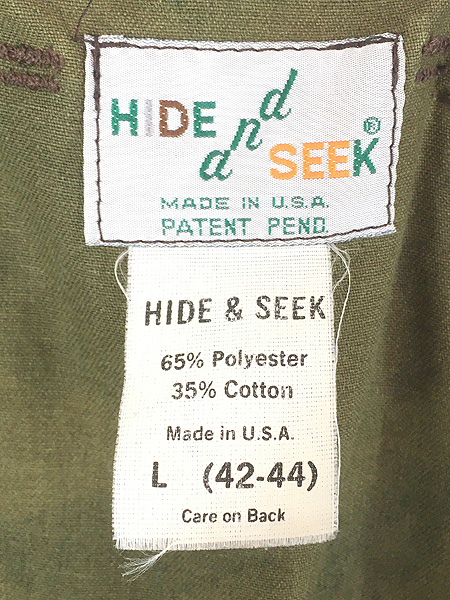 HIDE and SEEK®
MADE IN U.S.A.
PATENT PEND.
HIDE & SEEK
65% Polyester
35% Cotton
Made in U.S.A.
L (42-44)
Care on Back